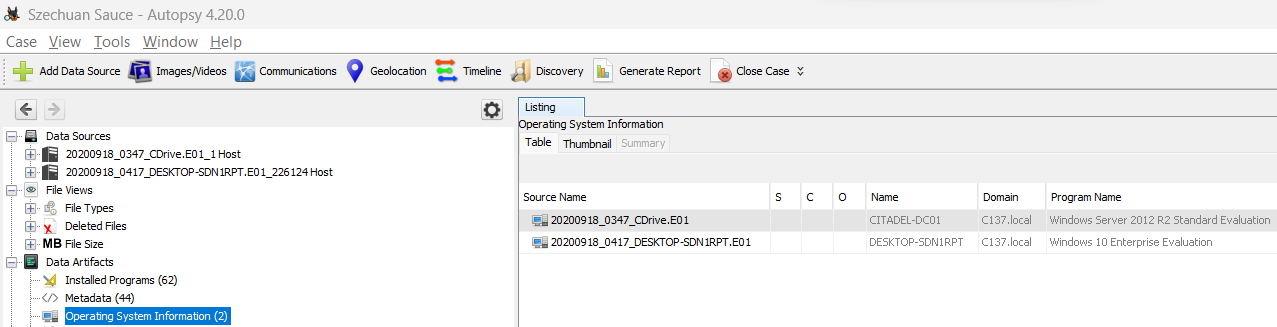 Szechuan Sauce - Autopsy 4.20.0
Case View Tools Window Help
Add Data Source Images/Videos Communications Geolocation Timeline Discovery Generate Report Close Case
Data Sources
20200918_0347_CDrive.E01_1 Host
20200918_0417_DESKTOP-SDN1RPT.E01_226124 Host
File Views
File Types
Deleted Files
MB File Size
Data Artifacts
Installed Programs (62)
Metadata (44)
Operating System Information (2)
Listing
Operating System Information
Table Thumbnail Summary
Source Name S C O Name Domain Program Name
20200918_0347_CDrive.E01 CITADEL-DC01 C137.local Windows Server 2012 R2 Standard Evaluation
20200918_0417_DESKTOP-SDN1RPT.E01 DESKTOP-SDN1RPT C137.local Windows 10 Enterprise Evaluation